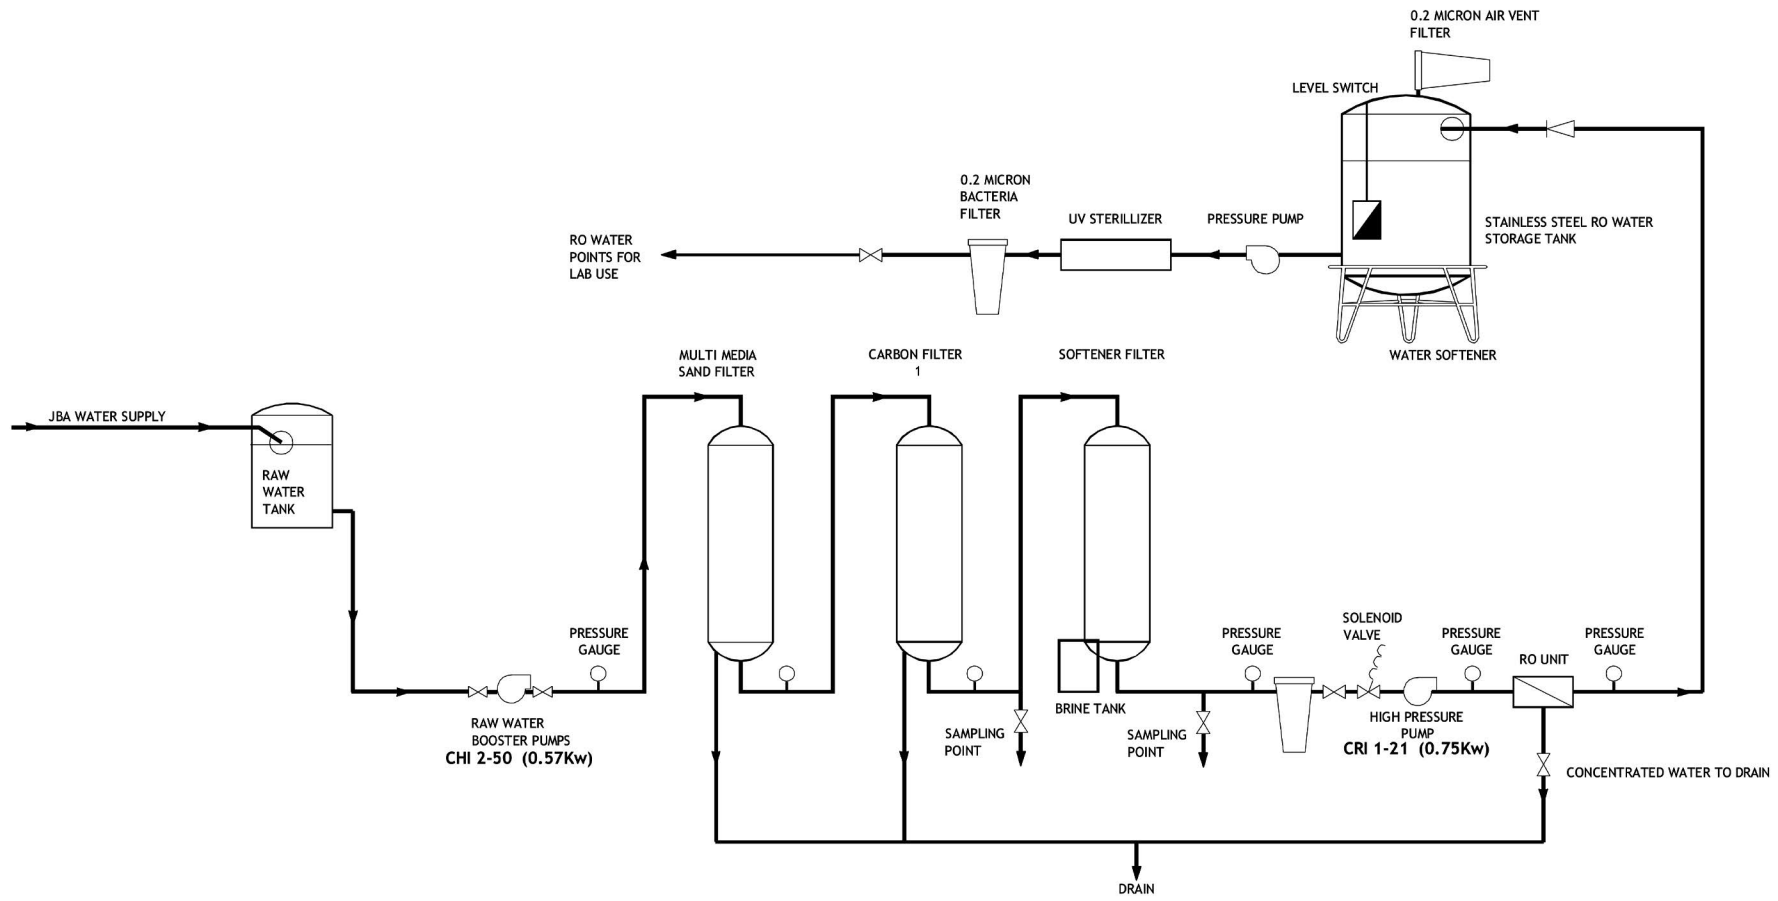 0.2 MICRON AIR VENT
FILTER
LEVEL SWITCH
0.2 MICRON
BACTERIA
FILTER
UV STERILLIZER
PRESSURE PUMP
STAINLESS STEEL RO WATER
STORAGE TANK
RO WATER
POINTS FOR
LAB USE
WATER SOFTENER
MULTI MEDIA
SAND FILTER
CARBON FILTER
1
SOFTENER FILTER
JBA WATER SUPPLY
RAW
WATER
TANK
PRESSURE
GAUGE
PRESSURE
GAUGE
SOLENOID
VALVE
PRESSURE
GAUGE
PRESSURE
GAUGE
RO UNIT
RAW WATER
BOOSTER PUMPS
CHI 2-50 (0.57Kw)
SAMPLING
POINT
BRINE TANK
SAMPLING
POINT
HIGH PRESSURE
PUMP
CRI 1-21 (0.75Kw)
CONCENTRATED WATER TO DRAIN
DRAIN